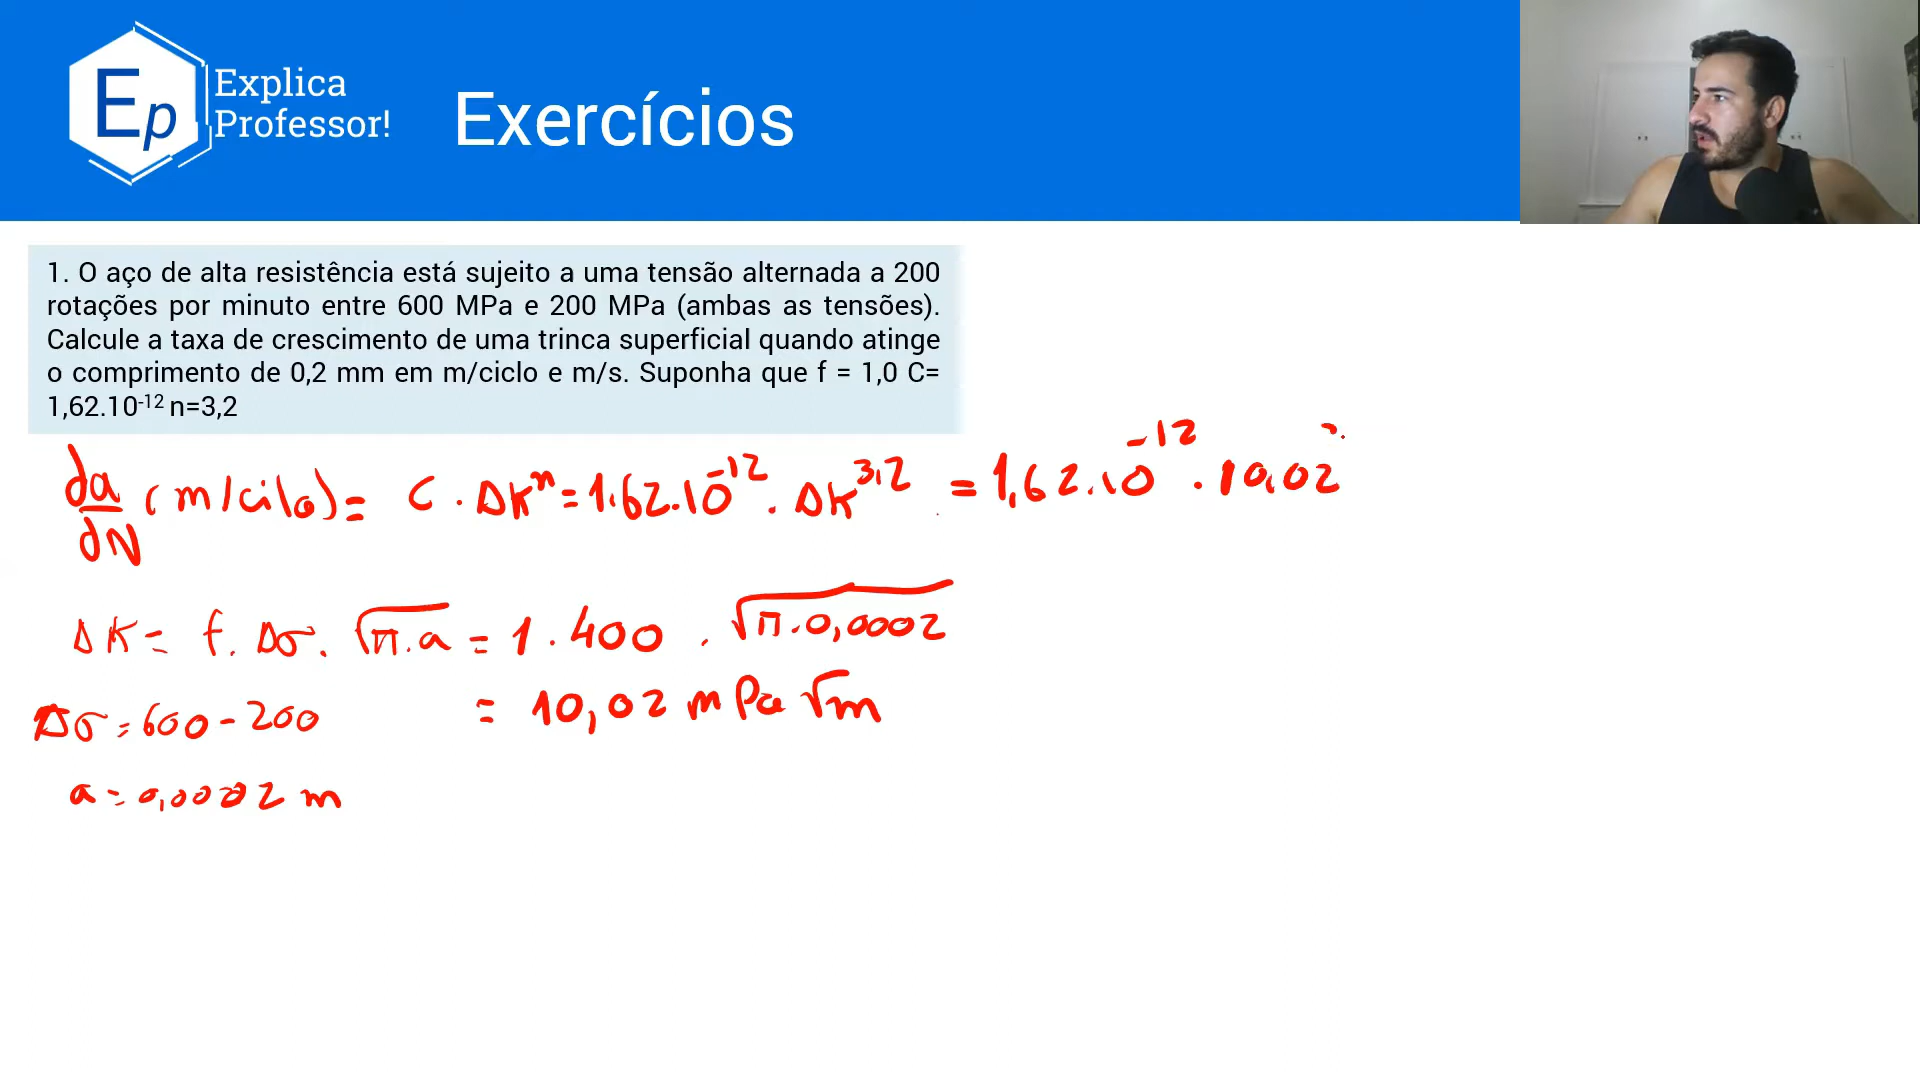 Ep
Explica
Professor!
Exercícios
1. O aço de alta resistência está sujeito a uma tensão alternada a 200
rotações por minuto entre 600 MPa e 200 MPa (ambas as tensões).
Calcule a taxa de crescimento de uma trinca superficial quando atinge
o comprimento de 0,2 mm em m/ciclo e m/s. Suponha que f = 1,0 C=
1,62.10⁻¹² n=3,2
da/dN (m/ciclo) = C . ΔKⁿ = 1,62.10⁻¹² . ΔK³,² = 1,62.10⁻¹² . 10,02
ΔK = f . Δσ . √π.a = 1 . 400 . √π.0,0002
= 10,02 mPa √m
Δσ = 600 - 200
a = 0,0002 m